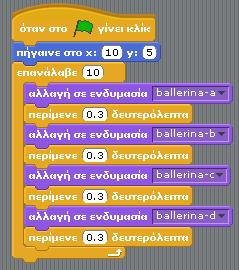 όταν στο γίνει κλίκ
πήγαινε στο x: 10 y: 5
επανάλαβε 10
αλλαγή σε ενδυμασία ballerina-a
περίμενε 0.3 δευτερόλεπτα
αλλαγή σε ενδυμασία ballerina-b
περίμενε 0.3 δευτερόλεπτα
αλλαγή σε ενδυμασία ballerina-c
περίμενε 0.3 δευτερόλεπτα
αλλαγή σε ενδυμασία ballerina-d
περίμενε 0.3 δευτερόλεπτα